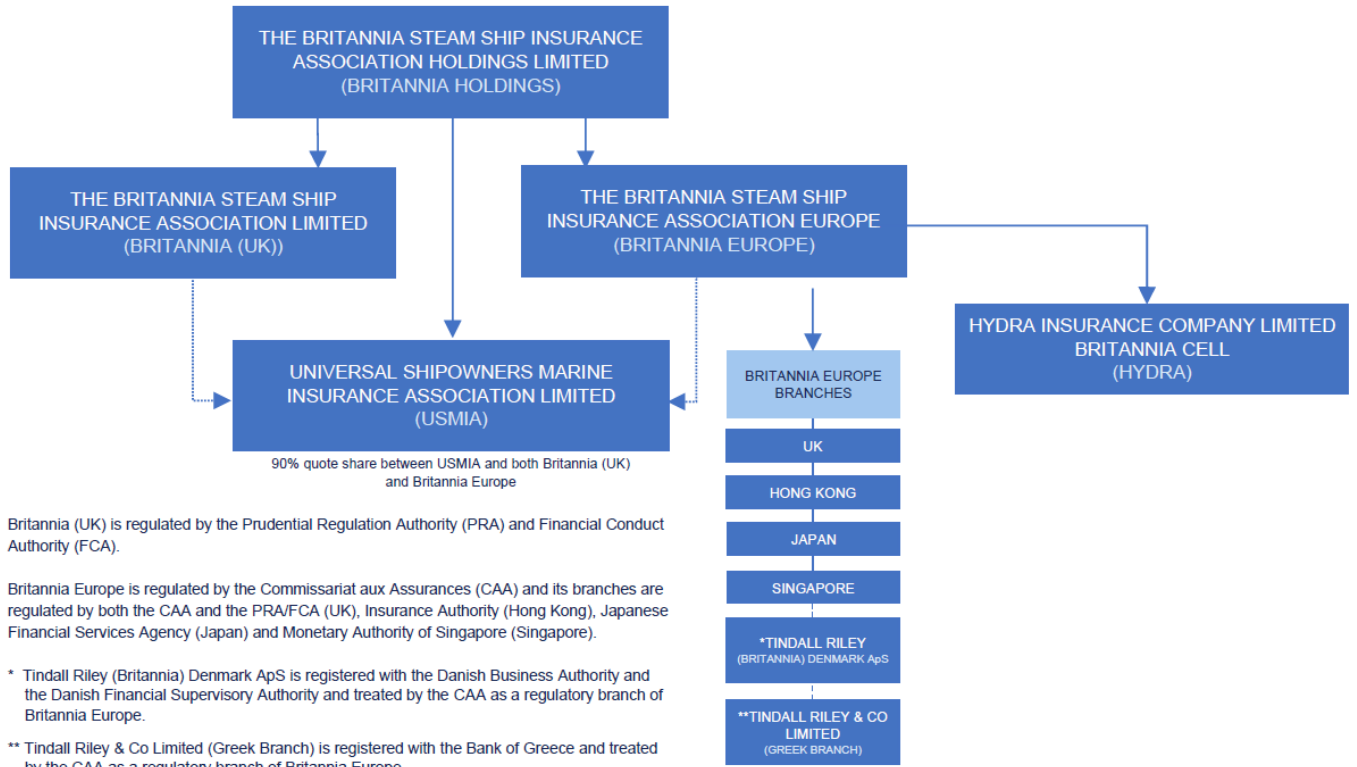 THE BRITANNIA STEAM SHIP INSURANCE
ASSOCIATION HOLDINGS LIMITED
(BRITANNIA HOLDINGS)
THE BRITANNIA STEAM SHIP
INSURANCE ASSOCIATION LIMITED
(BRITANNIA (UK))
THE BRITANNIA STEAM SHIP
INSURANCE ASSOCIATION EUROPE
(BRITANNIA EUROPE)
HYDRA INSURANCE COMPANY LIMITED
BRITANNIA CELL
(HYDRA)
UNIVERSAL SHIPOWNERS MARINE
INSURANCE ASSOCIATION LIMITED
(USMIA)
90% quote share between USMIA and both Britannia (UK)
and Britannia Europe
BRITANNIA EUROPE
BRANCHES
UK
HONG KONG
JAPAN
SINGAPORE
*TINDALL RILEY
(BRITANNIA) DENMARK ApS
**TINDALL RILEY & CO
LIMITED
(GREEK BRANCH)
Britannia (UK) is regulated by the Prudential Regulation Authority (PRA) and Financial Conduct
Authority (FCA).
Britannia Europe is regulated by the Commissariat aux Assurances (CAA) and its branches are
regulated by both the CAA and the PRA/FCA (UK), Insurance Authority (Hong Kong), Japanese
Financial Services Agency (Japan) and Monetary Authority of Singapore (Singapore).
* Tindall Riley (Britannia) Denmark ApS is registered with the Danish Business Authority and
the Danish Financial Supervisory Authority and treated by the CAA as a regulatory branch of
Britannia Europe.
** Tindall Riley & Co Limited (Greek Branch) is registered with the Bank of Greece and treated
by the CAA as a regulatory branch of Britannia Europe